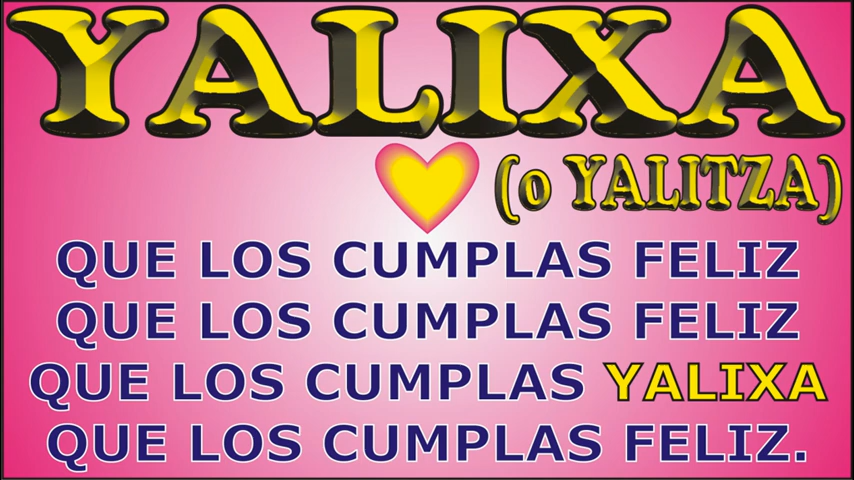 YALIXA
(o YALITZA)
QUE LOS CUMPLAS FELIZ
QUE LOS CUMPLAS FELIZ
QUE LOS CUMPLAS YALIXA
QUE LOS CUMPLAS FELIZ.